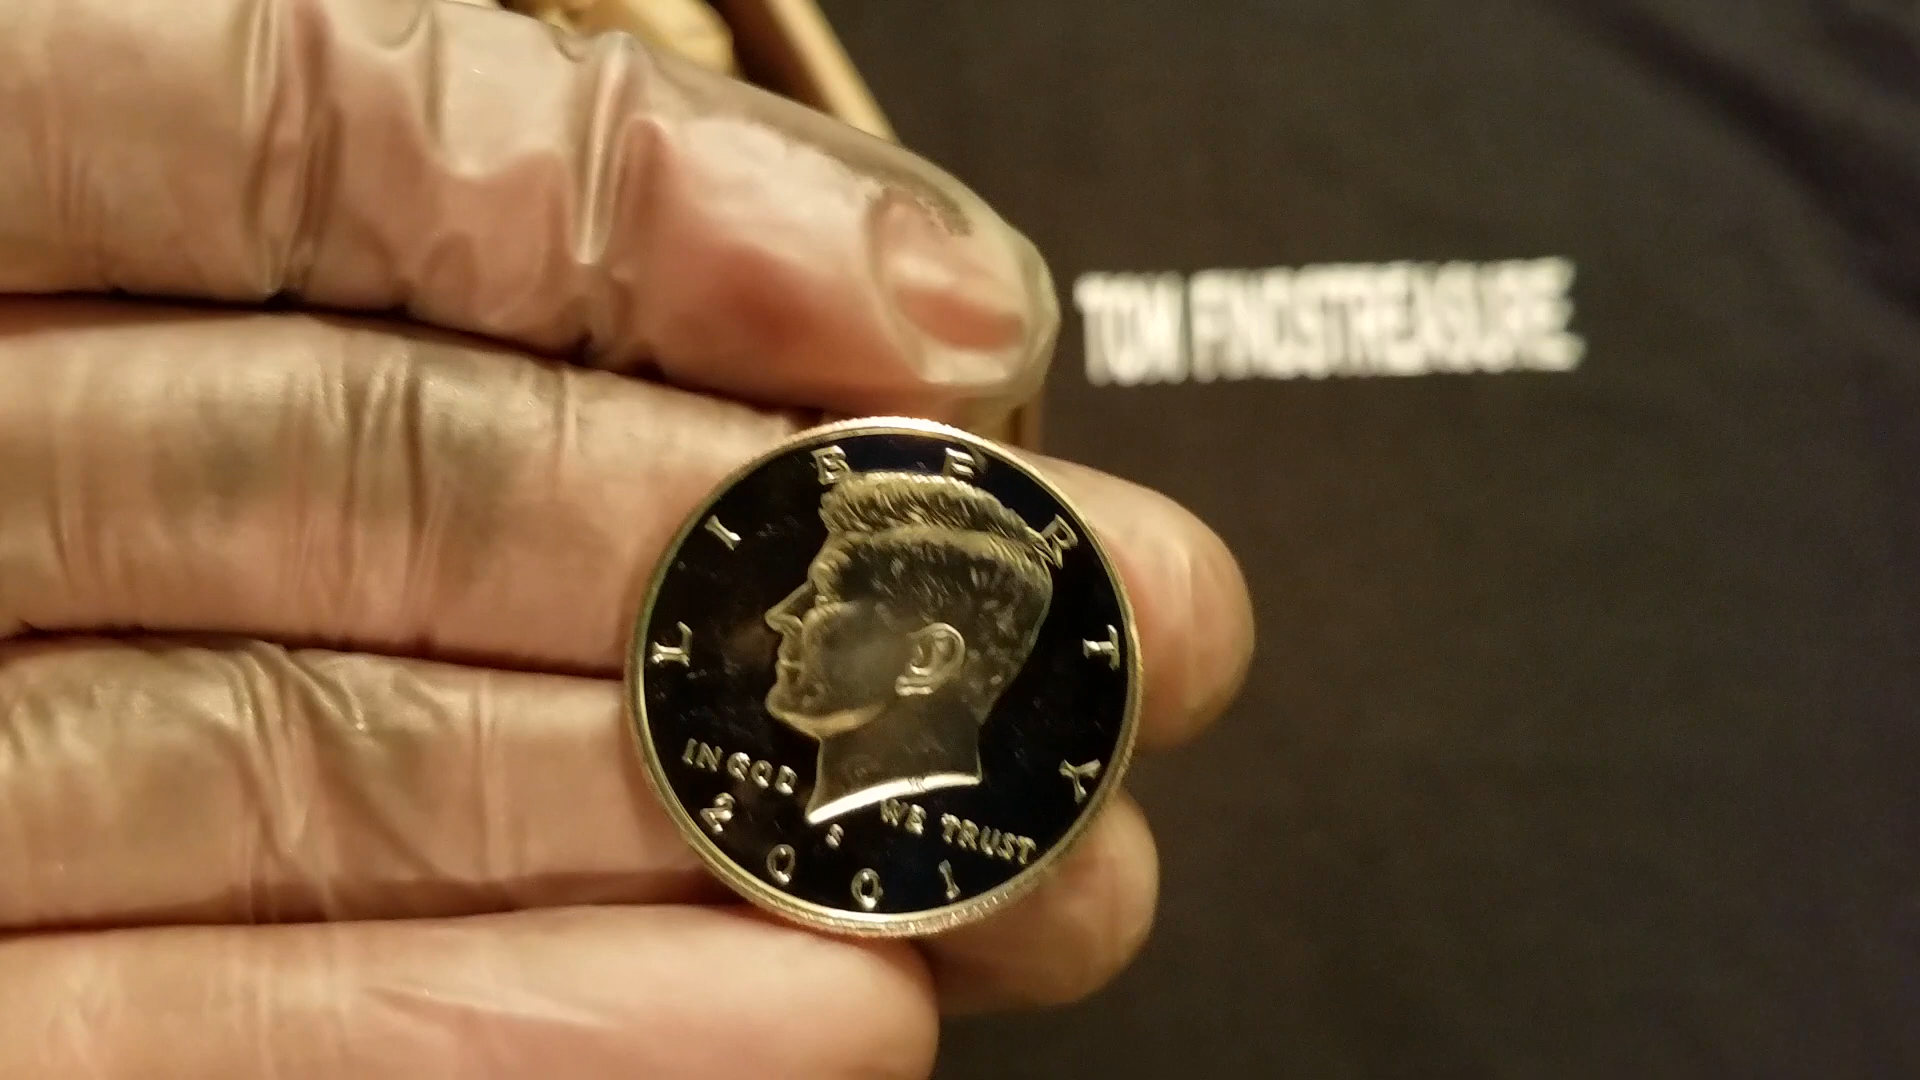 TOM FINDSTREASURE.
LIBERTY
IN GOD WE TRUST
S
2001